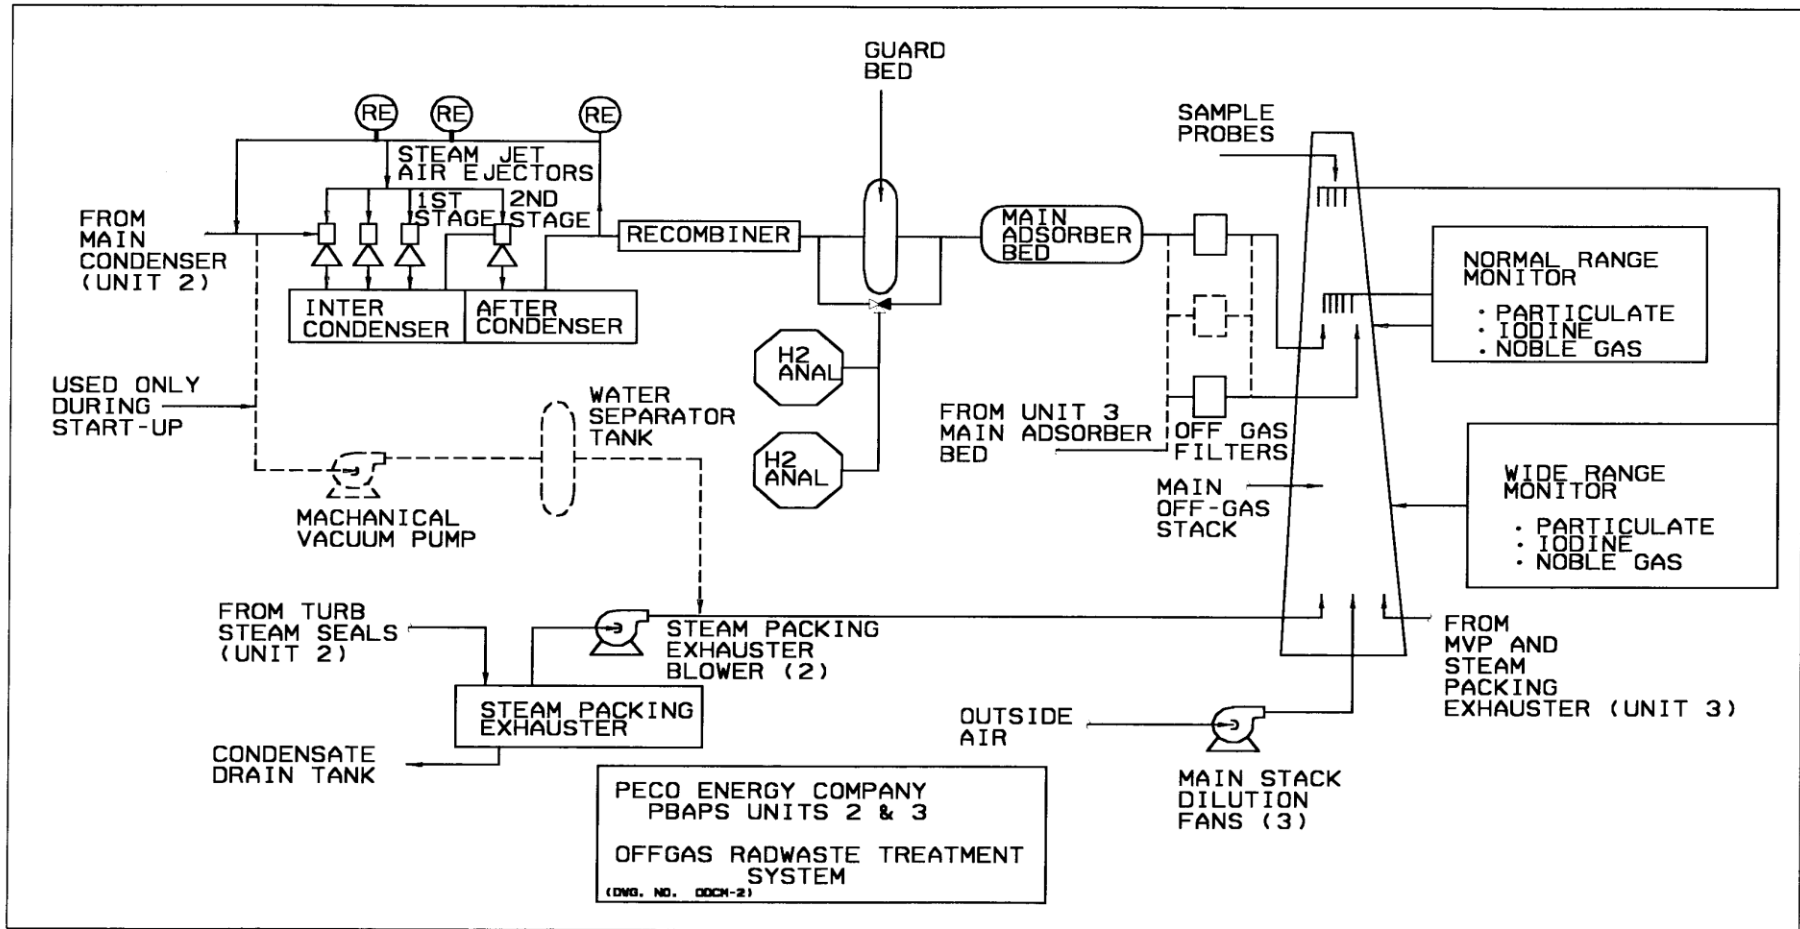 GUARD
BED
SAMPLE
PROBES
RE
RE
RE
STEAM JET
AIR EJECTORS
1ST
STAGE
2ND
STAGE
FROM
MAIN
CONDENSER
(UNIT 2)
RECOMBINER
MAIN
ADSORBER
BED
NORMAL RANGE
MONITOR
· PARTICULATE
· IODINE
· NOBLE GAS
INTER
CONDENSER
AFTER
CONDENSER
H2
ANAL
H2
ANAL
USED ONLY
DURING
START-UP
WATER
SEPARATOR
TANK
FROM UNIT 3
MAIN ADSORBER
BED
OFF GAS
FILTERS
MAIN
OFF-GAS
STACK
WIDE RANGE
MONITOR
· PARTICULATE
· IODINE
· NOBLE GAS
MACHANICAL
VACUUM PUMP
FROM TURB
STEAM SEALS
(UNIT 2)
STEAM PACKING
EXHAUSTER
BLOWER (2)
FROM
MVP AND
STEAM
PACKING
EXHAUSTER (UNIT 3)
STEAM PACKING
EXHAUSTER
CONDENSATE
DRAIN TANK
OUTSIDE
AIR
MAIN STACK
DILUTION
FANS (3)
PECO ENERGY COMPANY
PBAPS UNITS 2 & 3
OFFGAS RADWASTE TREATMENT
SYSTEM
(DWG. NO. ODCM-2)